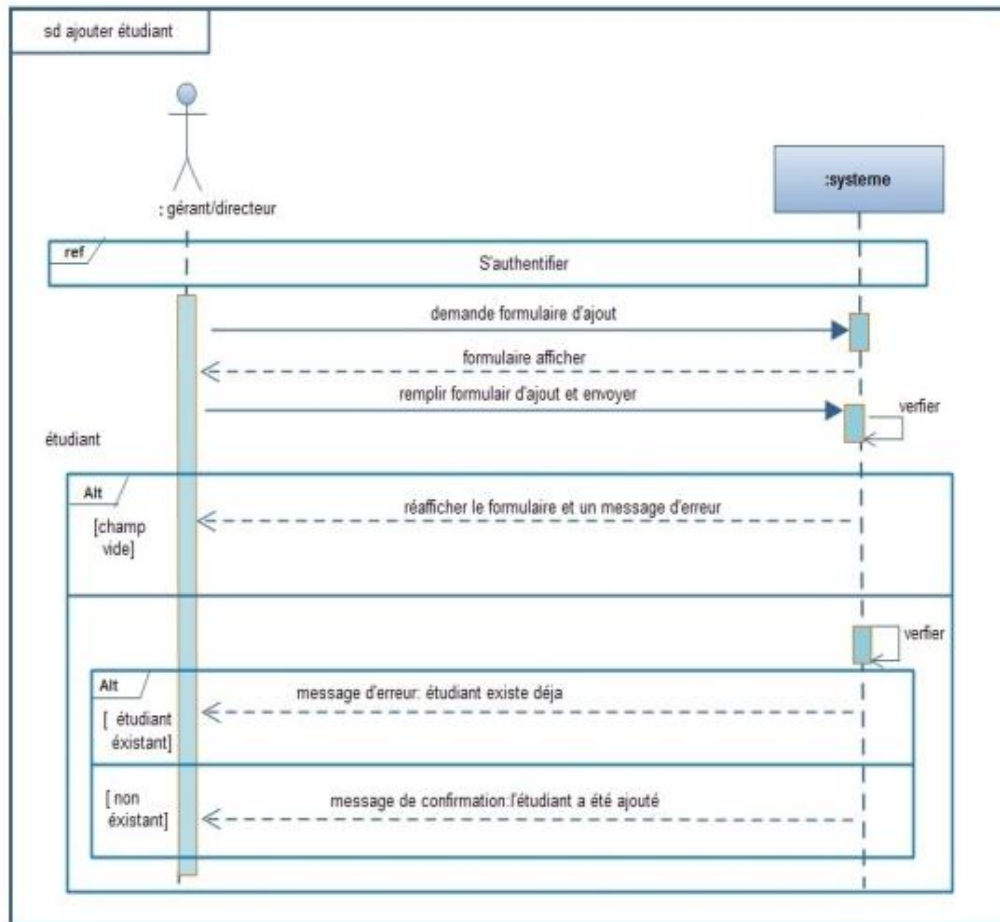 sd ajouter étudiant
:systeme
: gérant/directeur
ref
S'authentifier
demande formulaire d'ajout
formulaire afficher
remplir formulair d'ajout et envoyer
verfier
étudiant
Alt
réafficher le formulaire et un message d'erreur
[champ
vide]
verfier
Alt
message d'erreur: étudiant existe déja
[ étudiant
éxistant]
[ non
éxistant]
message de confirmation:l'étudiant a été ajouté